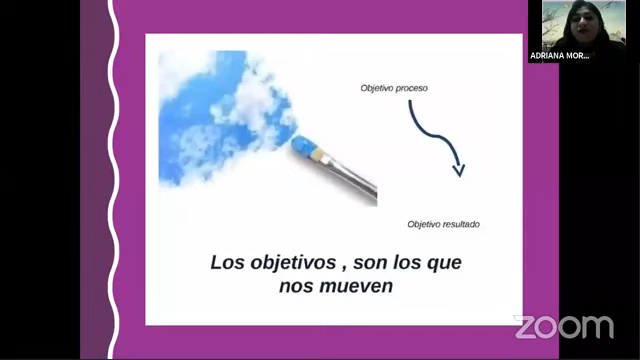 ADRIANA MOR...
Objetivo proceso
Objetivo resultado
Los objetivos , son los que
nos mueven
zoom